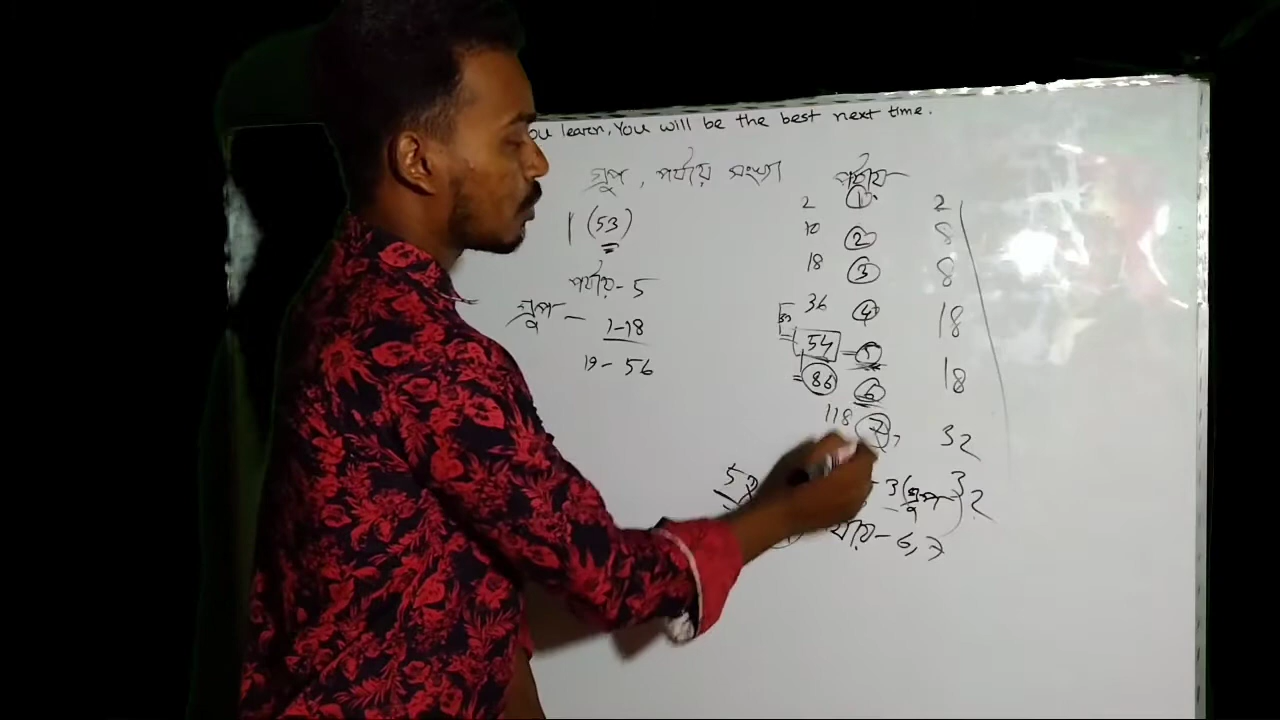 ou learn, You will be the best next time.
গ্রুপ, পর্যায় সংখ্যা
1 (53)
পর্যায়- 5
গ্রুপ- 1-18
19 - 56
পর্যায়
2 1 2
10 2 8
18 3 8
36 4 18
54 5 18
= 86 6
118 7 32
3 (গ্রুপ) 32
র্যায়- 6, 7